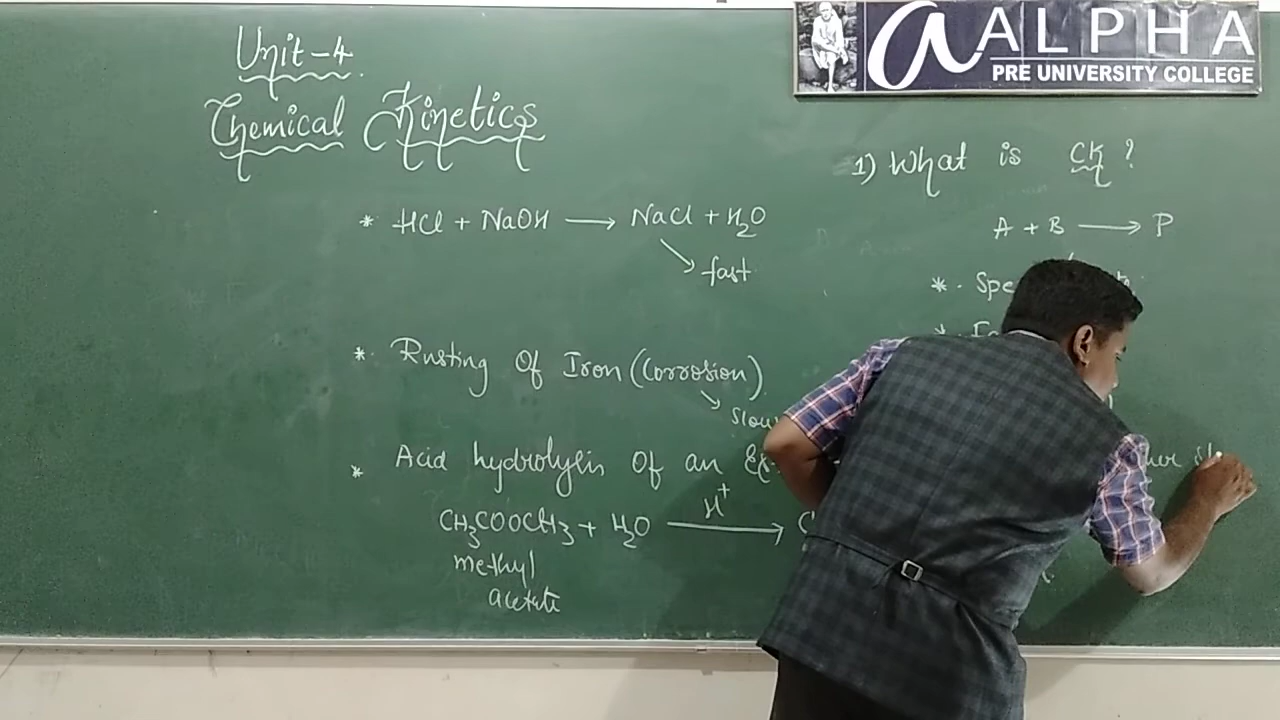 ALPHA
PRE UNIVERSITY COLLEGE
Unit-4
Chemical Kinetics
* HCl + NaOH → NaCl + H₂O
↘ fast
* Rusting Of Iron (Corrosion)
↘ slow
* Acid hydrolysis Of an
CH₃COOCH₃ + H₂O H⁺ →
methyl
acetate
1) What is CK ?
A + B → P
*
*